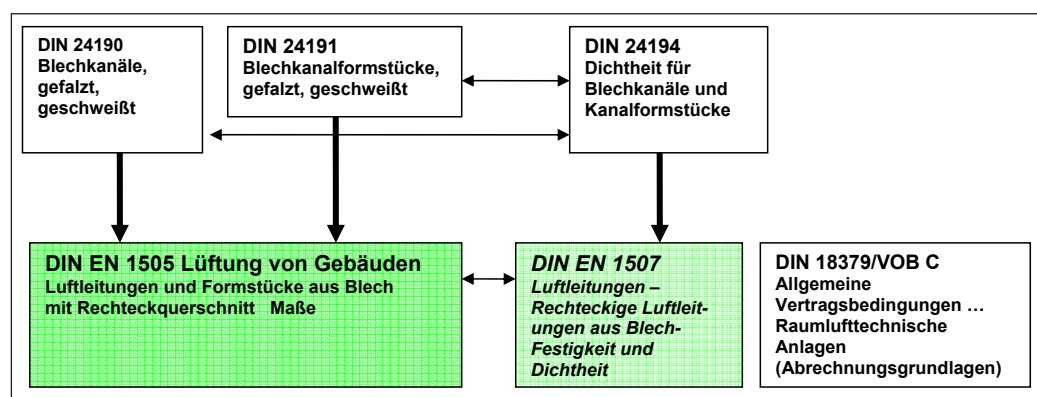 DIN 24190
Blechkanäle,
gefalzt,
geschweißt
DIN 24191
Blechkanalformstücke,
gefalzt, geschweißt
DIN 24194
Dichtheit für
Blechkanäle und
Kanalformstücke
DIN EN 1505 Lüftung von Gebäuden
Luftleitungen und Formstücke aus Blech
mit Rechteckquerschnitt Maße
DIN EN 1507
Luftleitungen –
Rechteckige Luftleit-
ungen aus Blech-
Festigkeit und
Dichtheit
DIN 18379/VOB C
Allgemeine
Vertragsbedingungen …
Raumlufttechnische
Anlagen
(Abrechnungsgrundlagen)